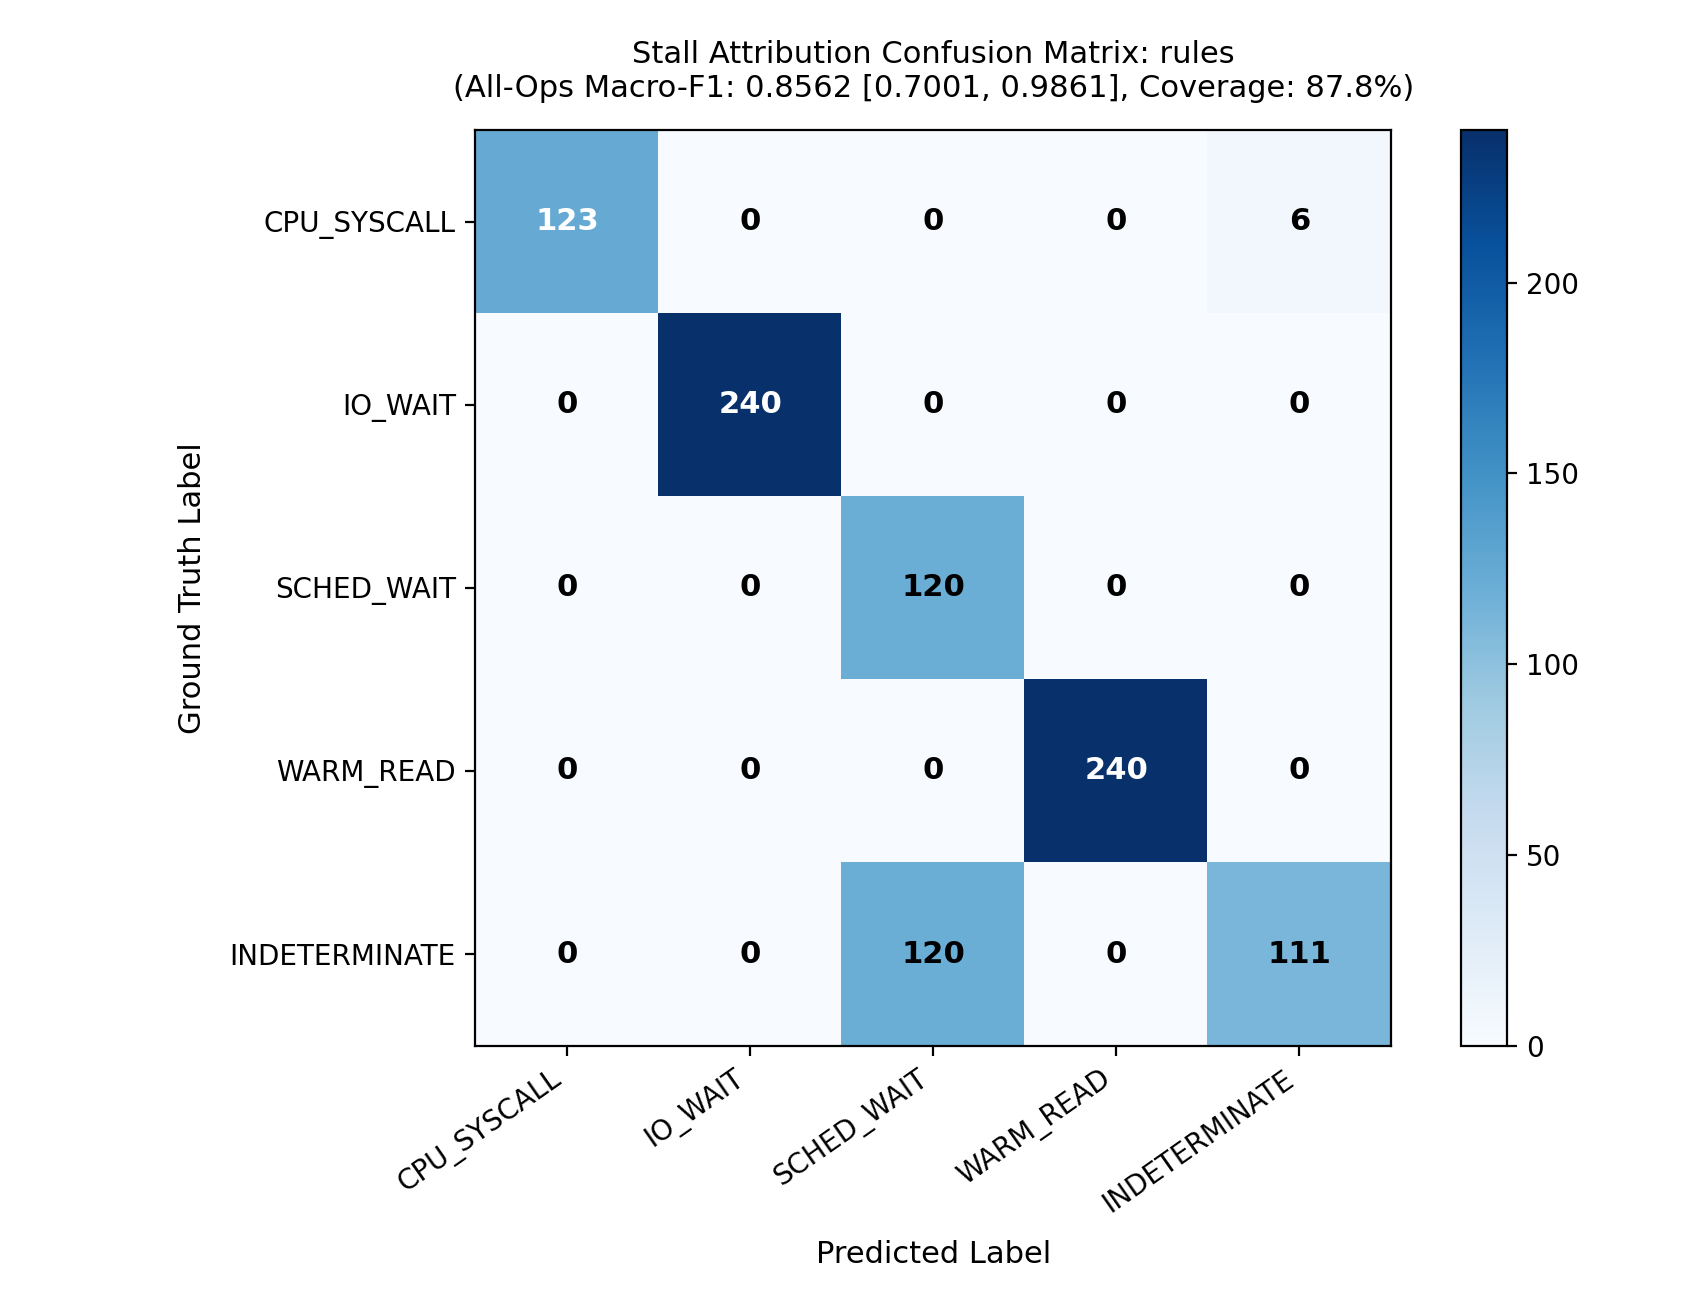 Stall Attribution Confusion Matrix: rules
(All-Ops Macro-F1: 0.8562 [0.7001, 0.9861], Coverage: 87.8%)
Ground Truth Label
CPU_SYSCALL 123 0 0 0 6
IO_WAIT 0 240 0 0 0
SCHED_WAIT 0 0 120 0 0
WARM_READ 0 0 0 240 0
INDETERMINATE 0 0 120 0 111
CPU_SYSCALL IO_WAIT SCHED_WAIT WARM_READ INDETERMINATE
Predicted Label
200
150
100
50
0